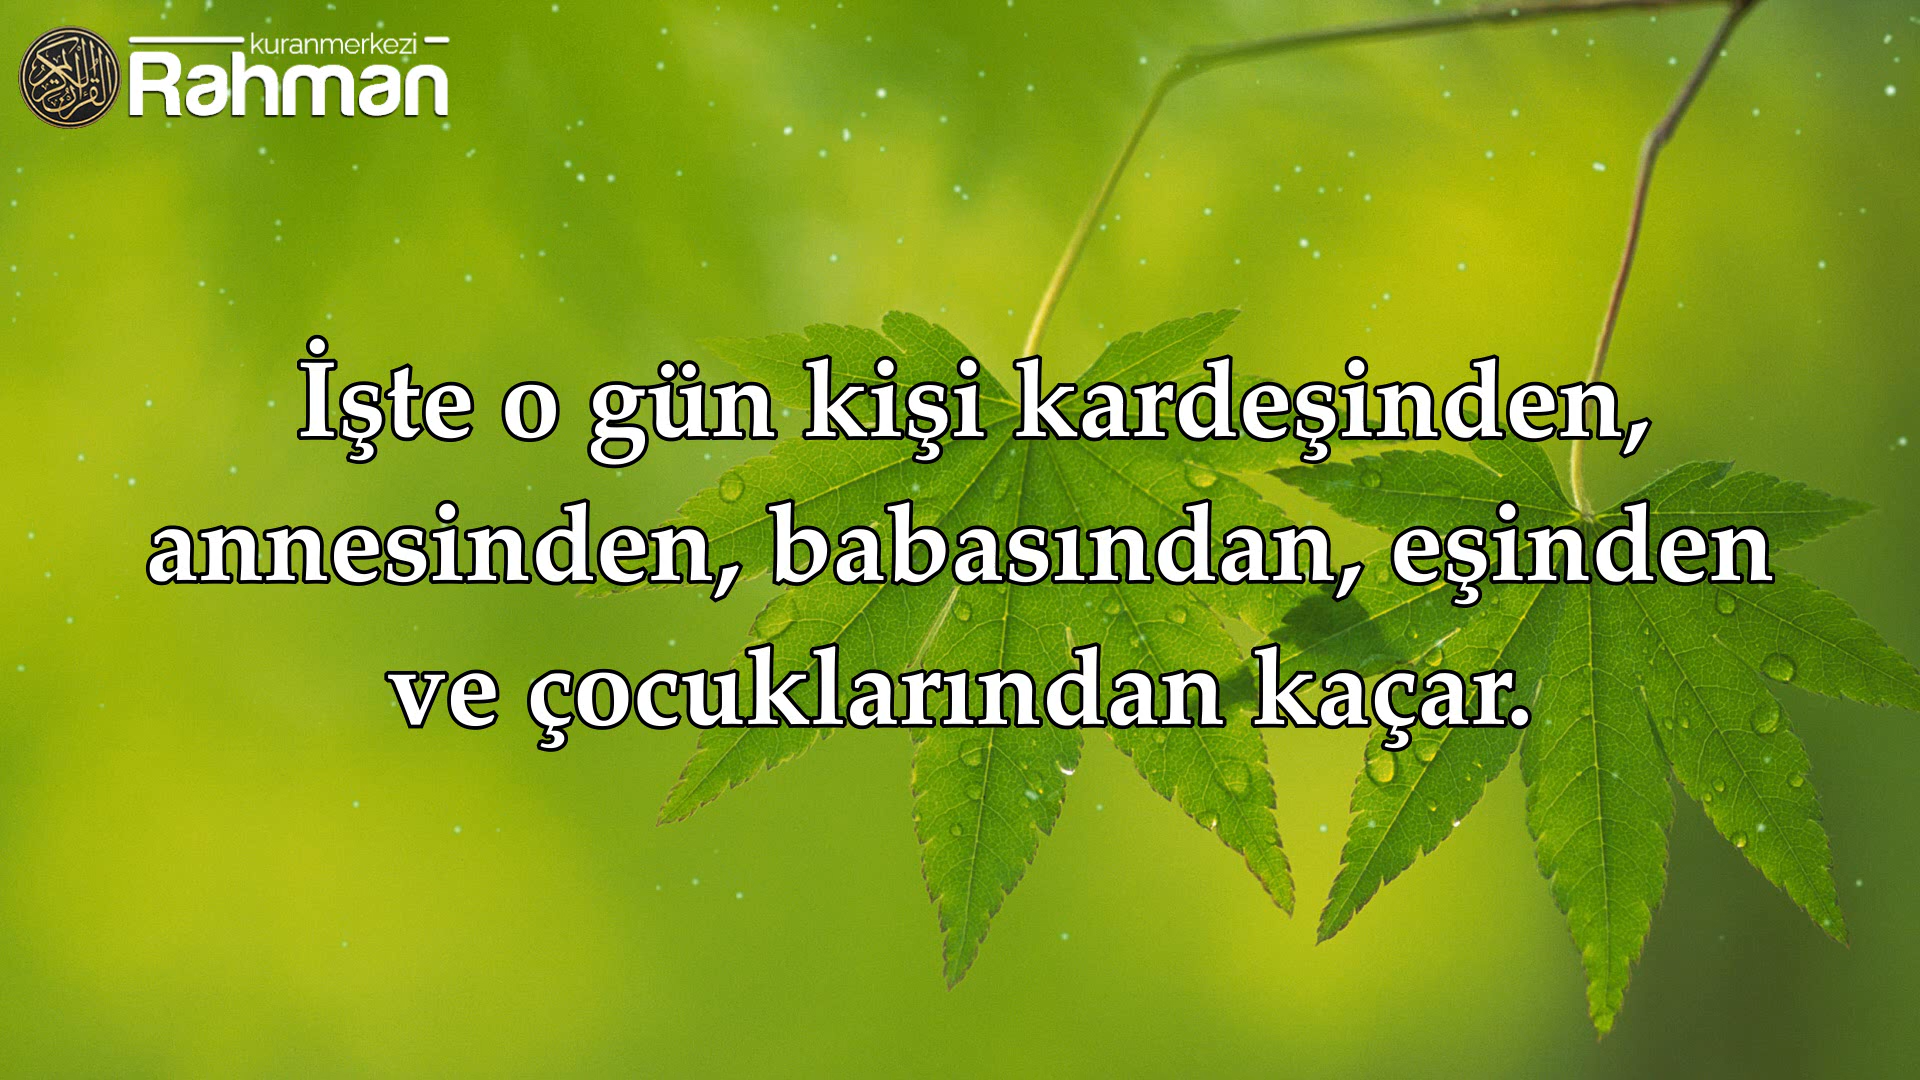 kuranmerkezi
Rahman
İşte o gün kişi kardeşinden,
annesinden, babasından, eşinden
ve çocuklarından kaçar.